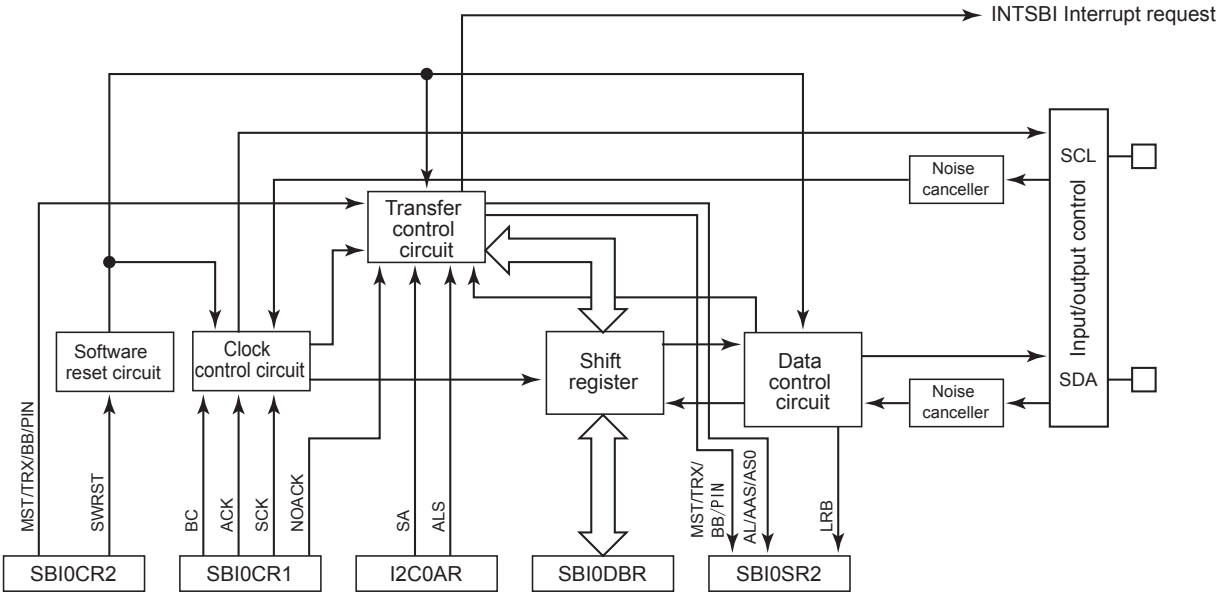 INTSBI Interrupt request
SCL
Input/output control
SDA
Noise
canceller
Transfer
control
circuit
Software
reset circuit
Clock
control circuit
Shift
register
Data
control
circuit
Noise
canceller
MST/TRX/BB/PIN
SWRST
BC
ACK
SCK
NOACK
SA
ALS
MST/TRX/
BB/PIN
AL/AAS/AS0
LRB
SBI0CR2
SBI0CR1
I2C0AR
SBI0DBR
SBI0SR2